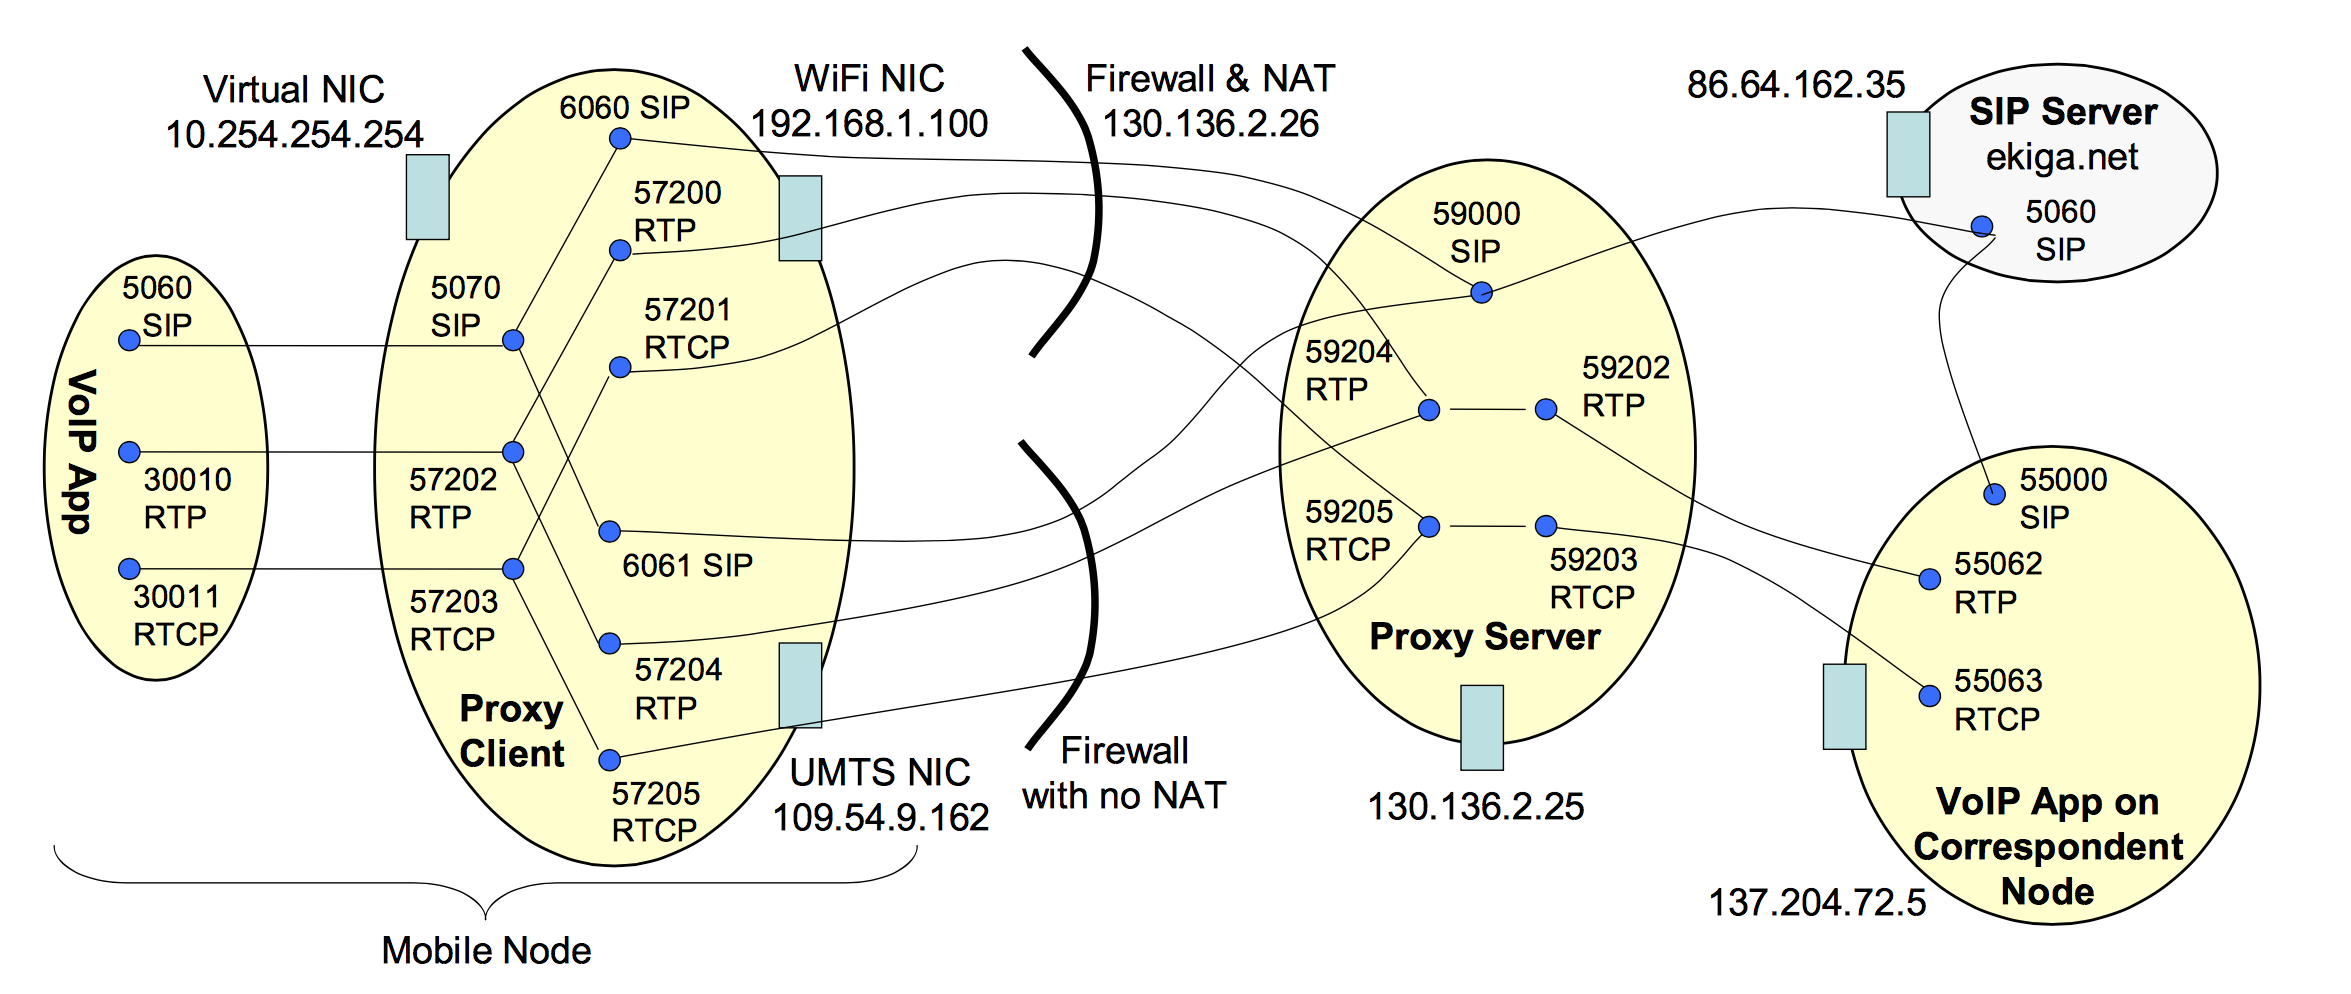 Virtual NIC
10.254.254.254
6060 SIP
WiFi NIC
192.168.1.100
Firewall & NAT
130.136.2.26
86.64.162.35
SIP Server
ekiga.net
5060
SIP
57200
RTP
59000
SIP
5060
SIP
5070
SIP
57201
RTCP
59204
RTP
59202
RTP
VoIP App
30010
RTP
57202
RTP
59205
RTCP
55000
SIP
6061 SIP
59203
RTCP
55062
RTP
30011
RTCP
57203
RTCP
Proxy Server
57204
RTP
55063
RTCP
Proxy
Client
UMTS NIC
109.54.9.162
Firewall
with no NAT
57205
RTCP
130.136.2.25
VoIP App on
Correspondent
Node
137.204.72.5
Mobile Node